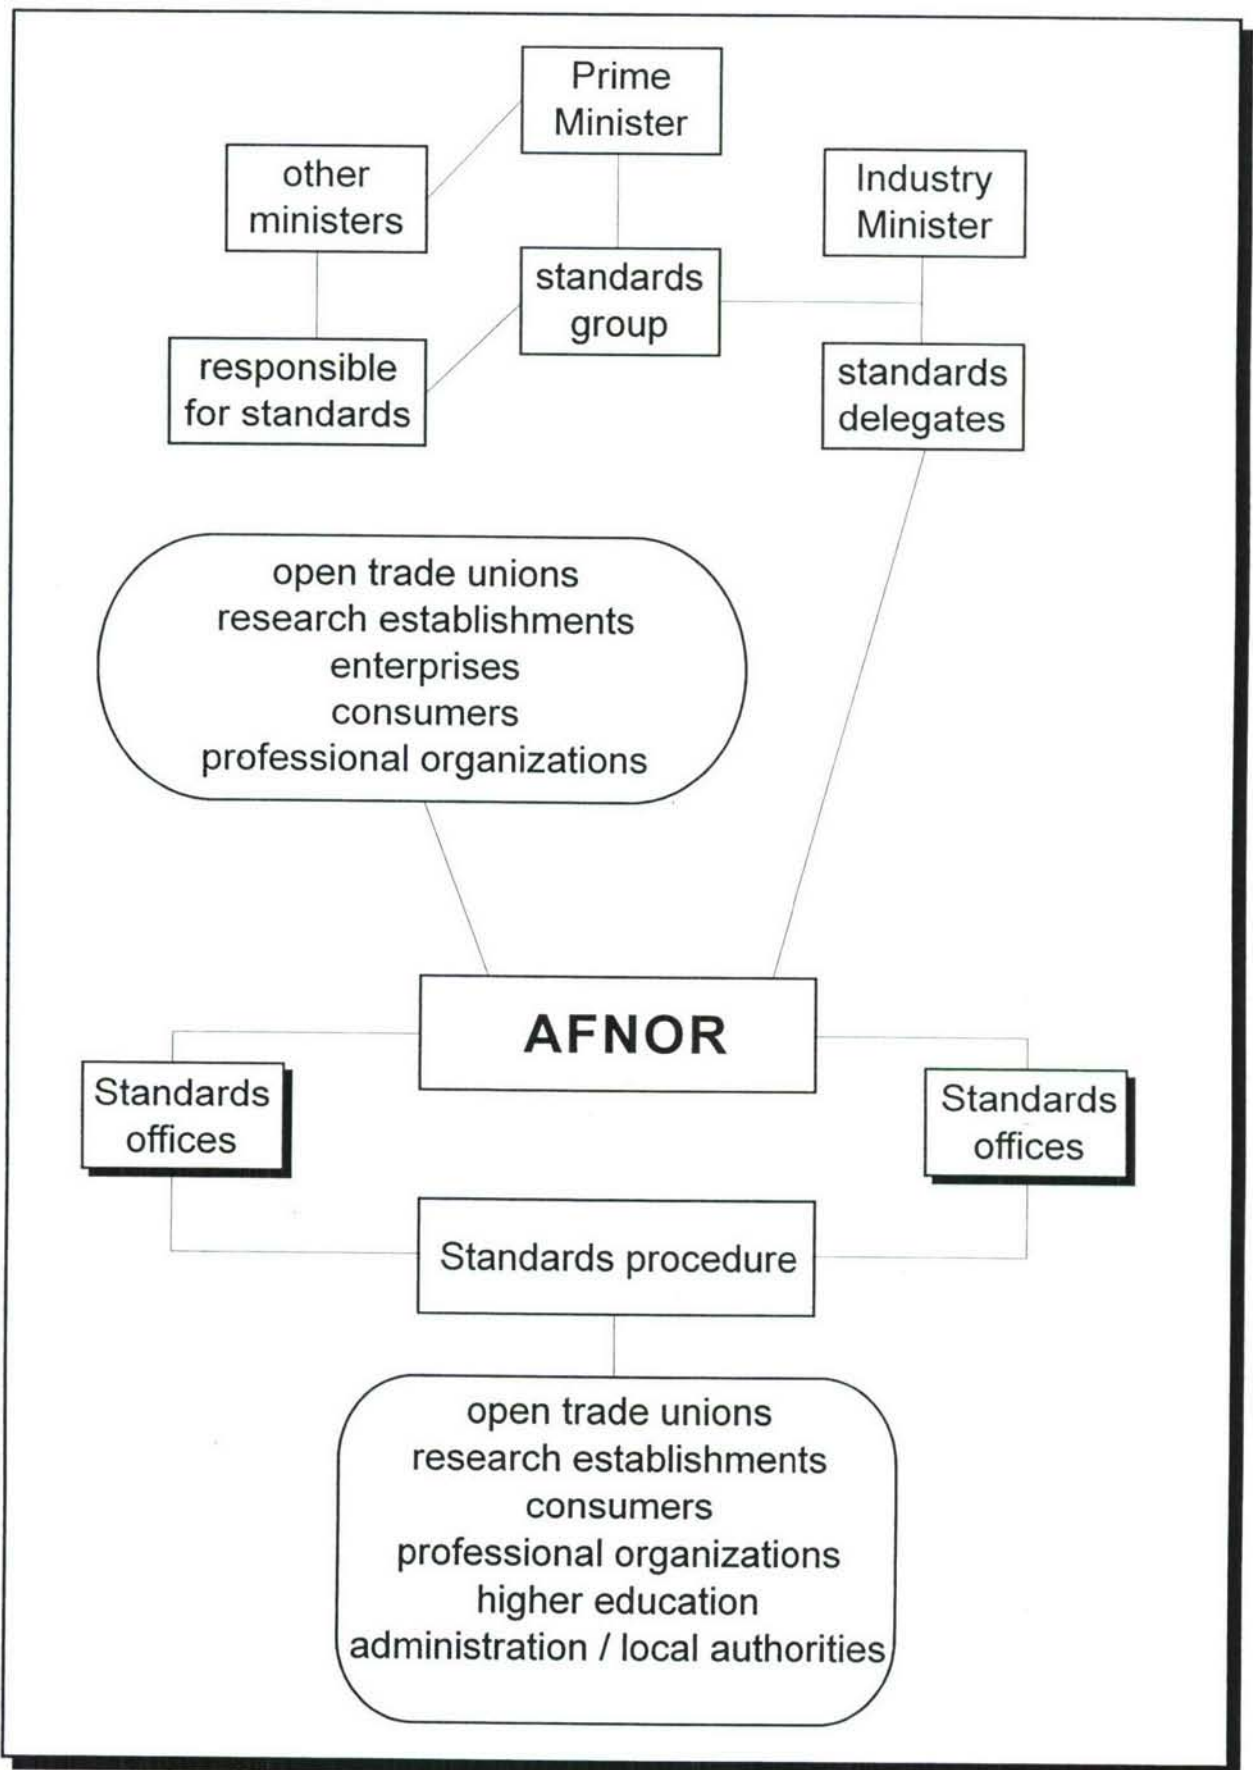 Prime
Minister
other
ministers
Industry
Minister
standards
group
responsible
for standards
standards
delegates
open trade unions
research establishments
enterprises
consumers
professional organizations
AFNOR
Standards
offices
Standards
offices
Standards procedure
open trade unions
research establishments
consumers
professional organizations
higher education
administration / local authorities